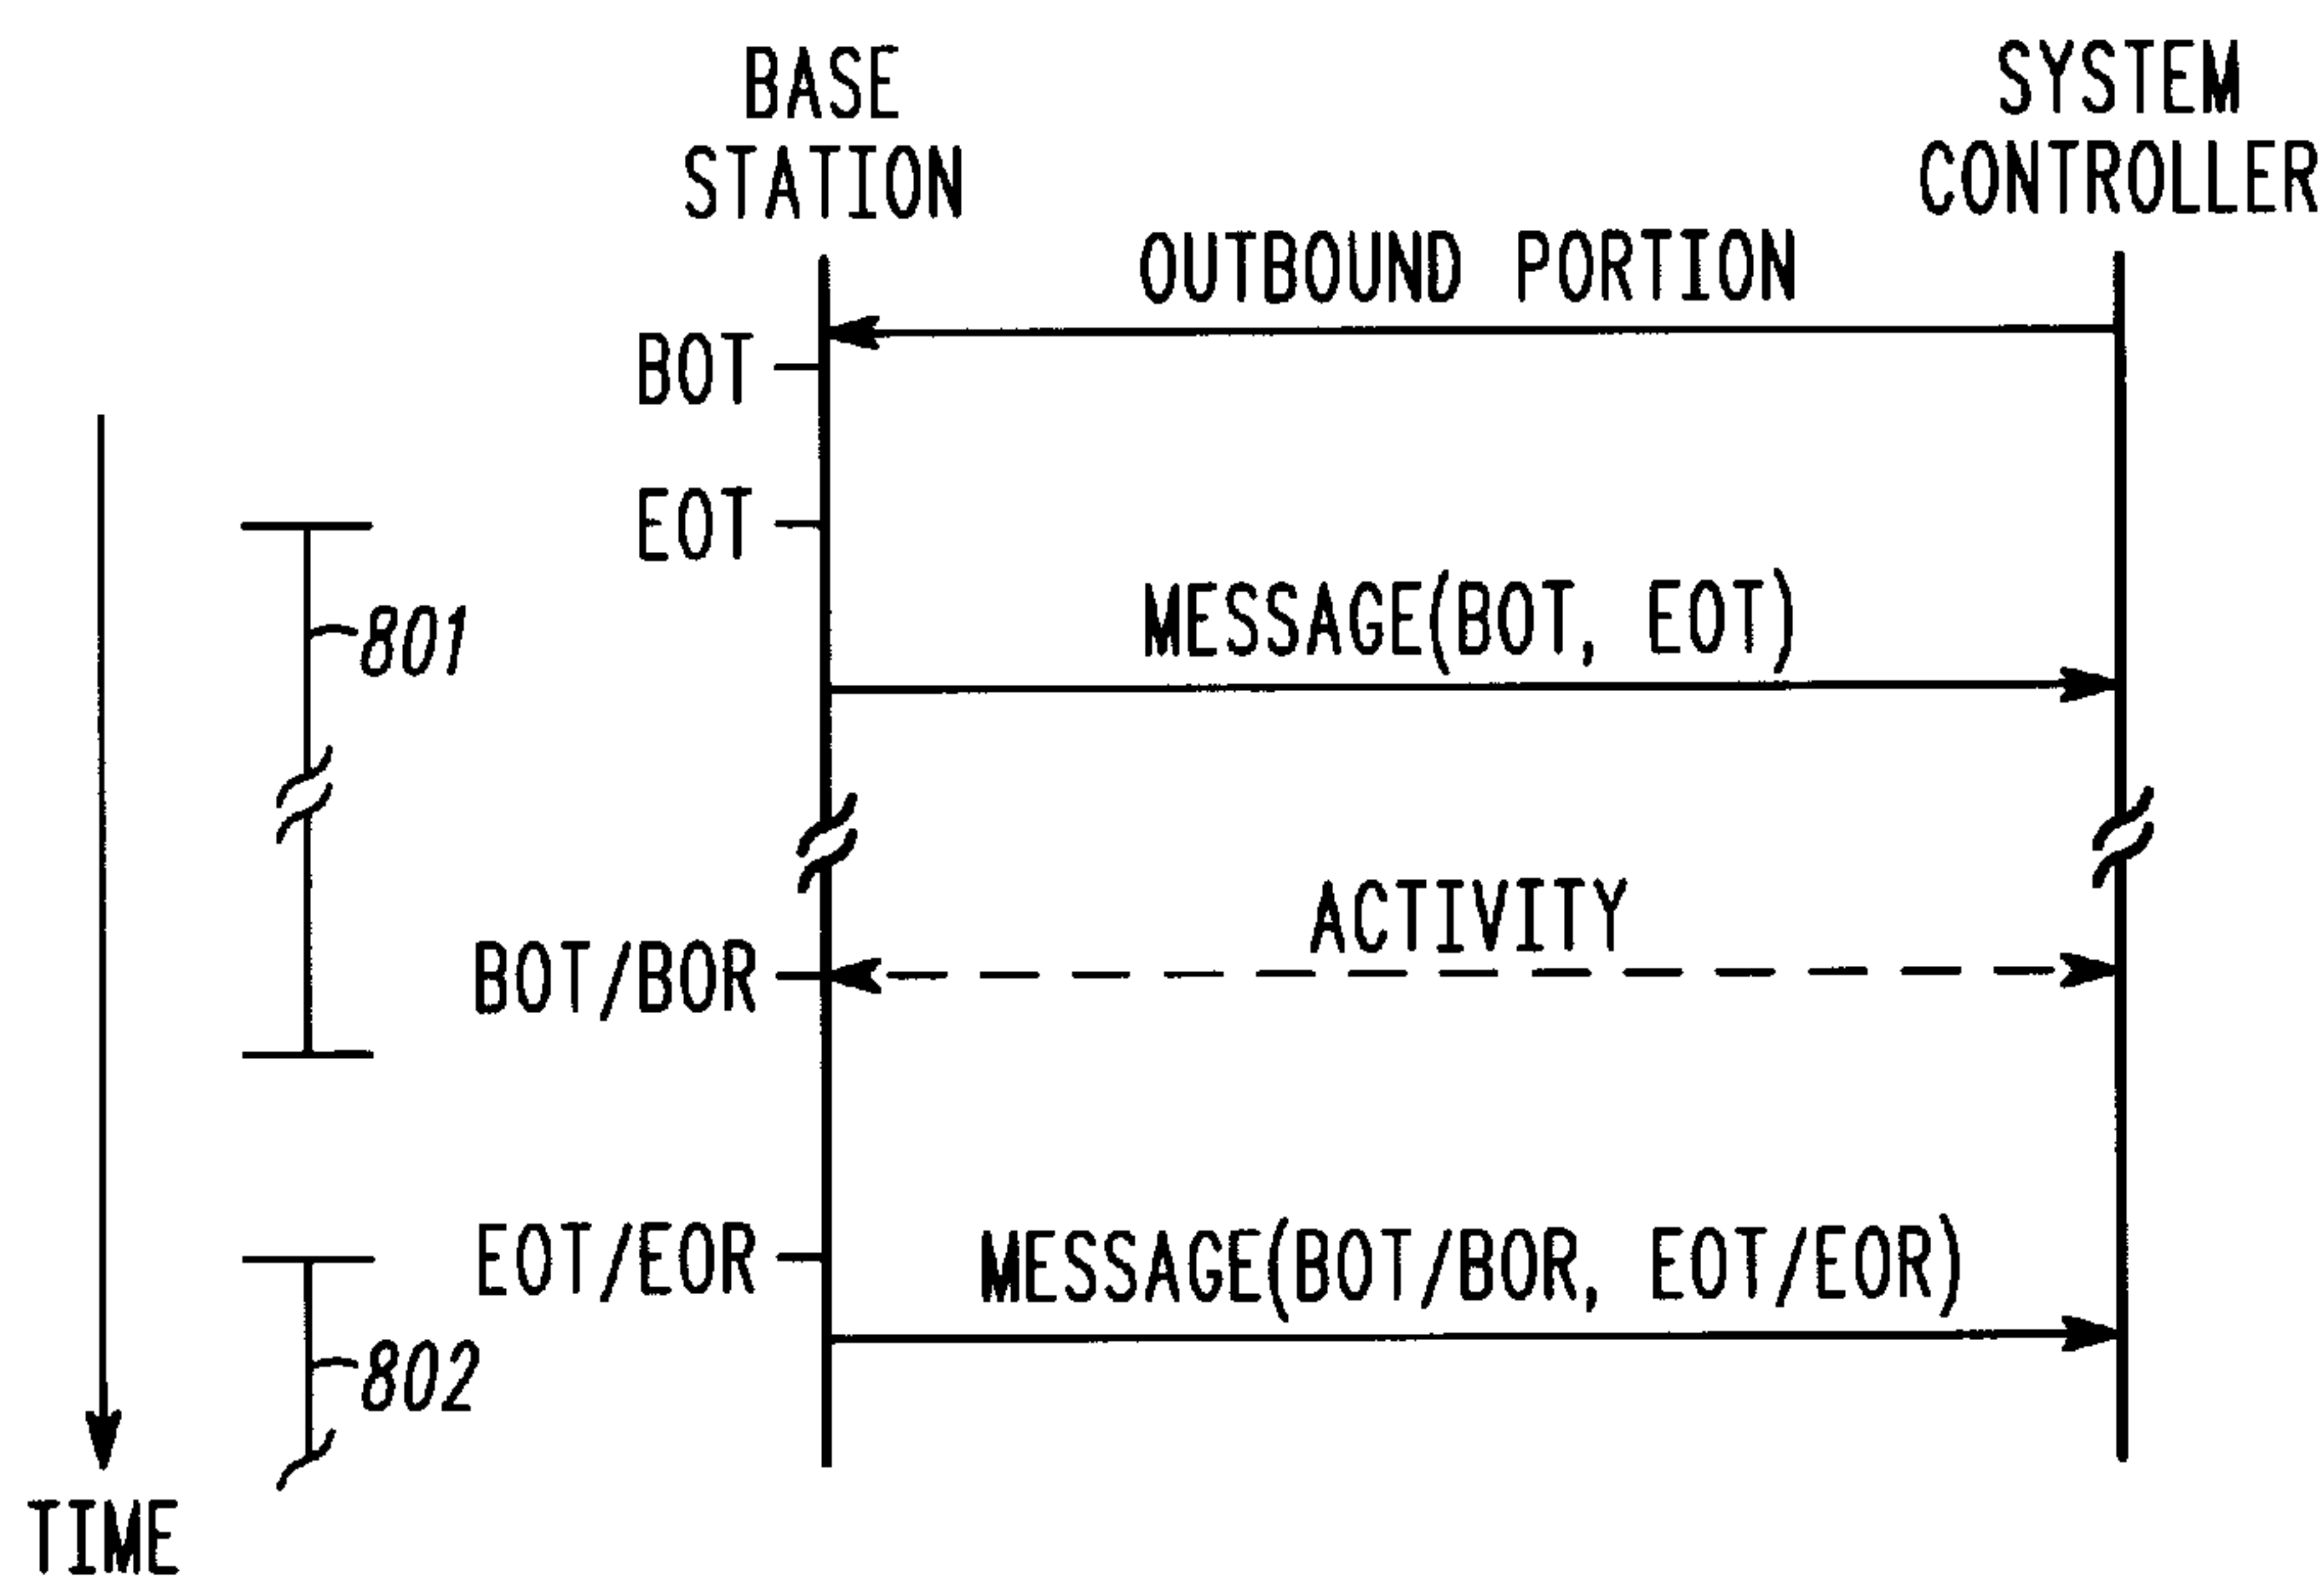 BASE
STATION
SYSTEM
CONTROLLER
OUTBOUND PORTION
BOT
EOT
MESSAGE(BOT, EOT)
801
ACTIVITY
BOT/BOR
EOT/EOR
MESSAGE(BOT/BOR, EOT/EOR)
802
TIME